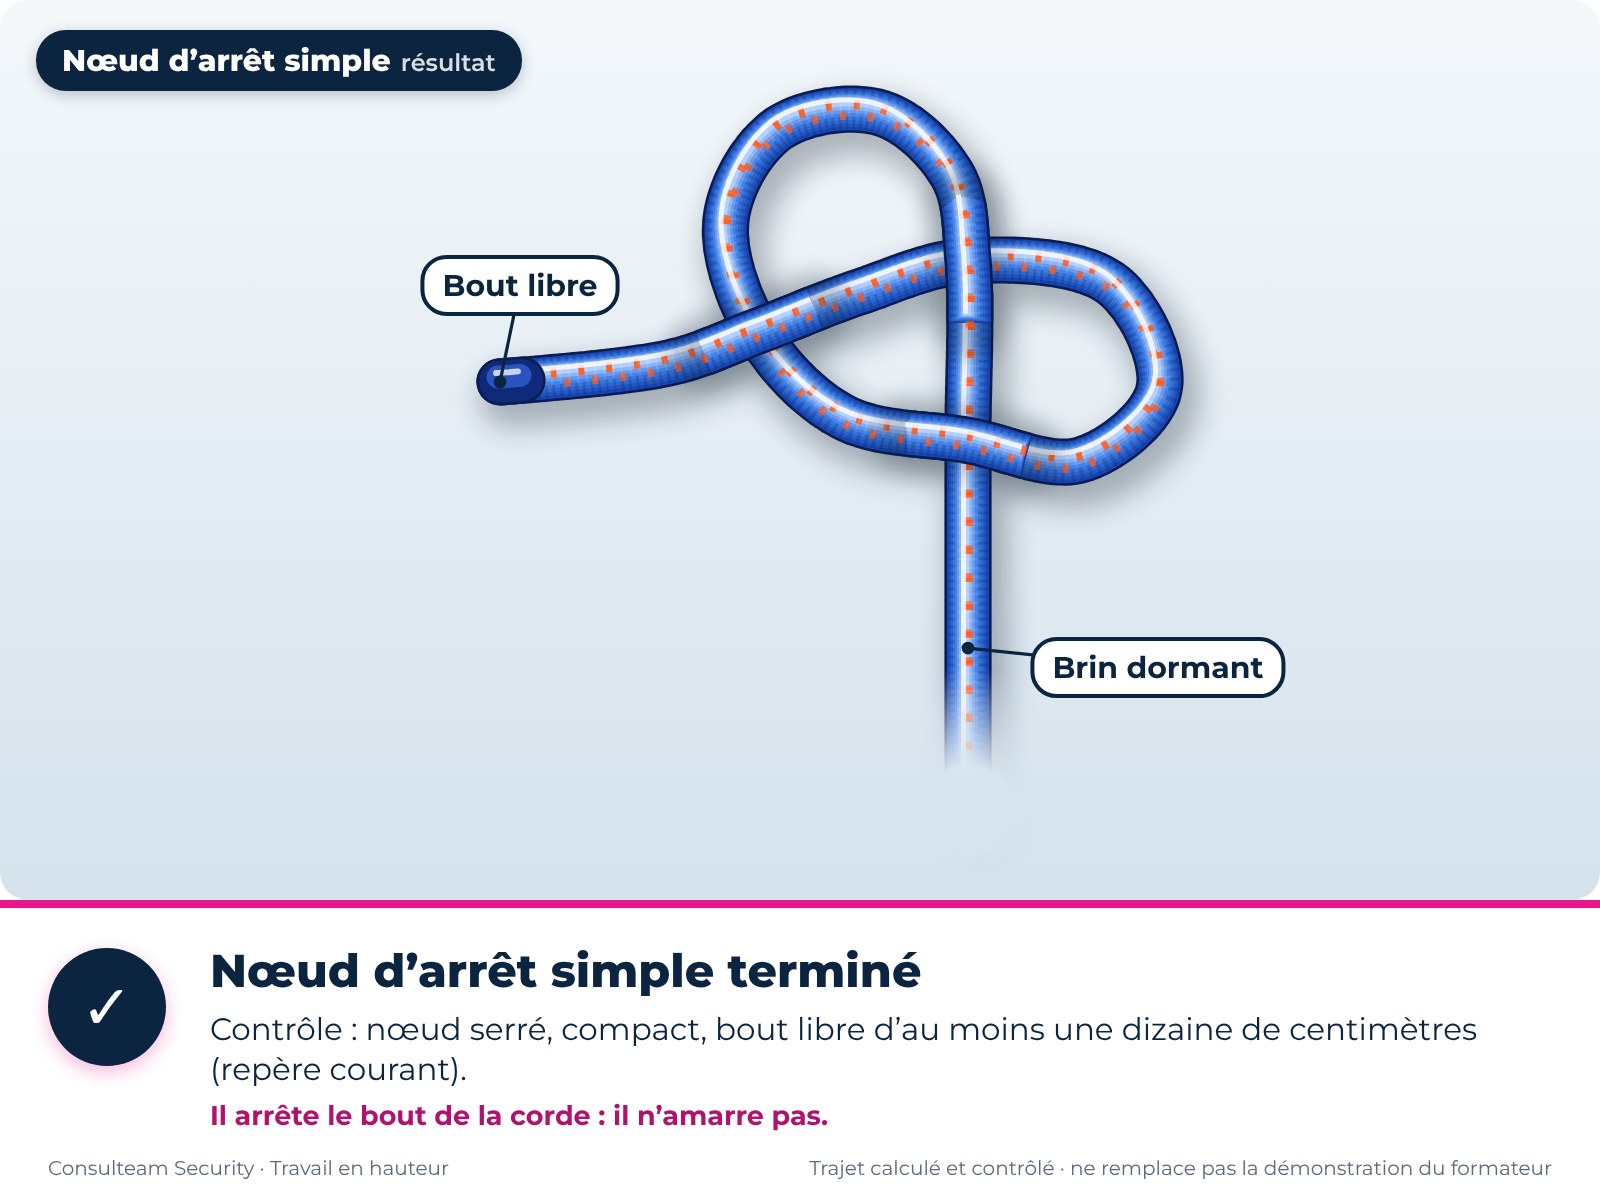 Nœud d’arrêt simple résultat
Bout libre
Brin dormant
✓
Nœud d’arrêt simple terminé
Contrôle : nœud serré, compact, bout libre d’au moins une dizaine de centimètres
(repère courant).
Il arrête le bout de la corde : il n’amarre pas.
Consulteam Security · Travail en hauteur
Trajet calculé et contrôlé · ne remplace pas la démonstration du formateur